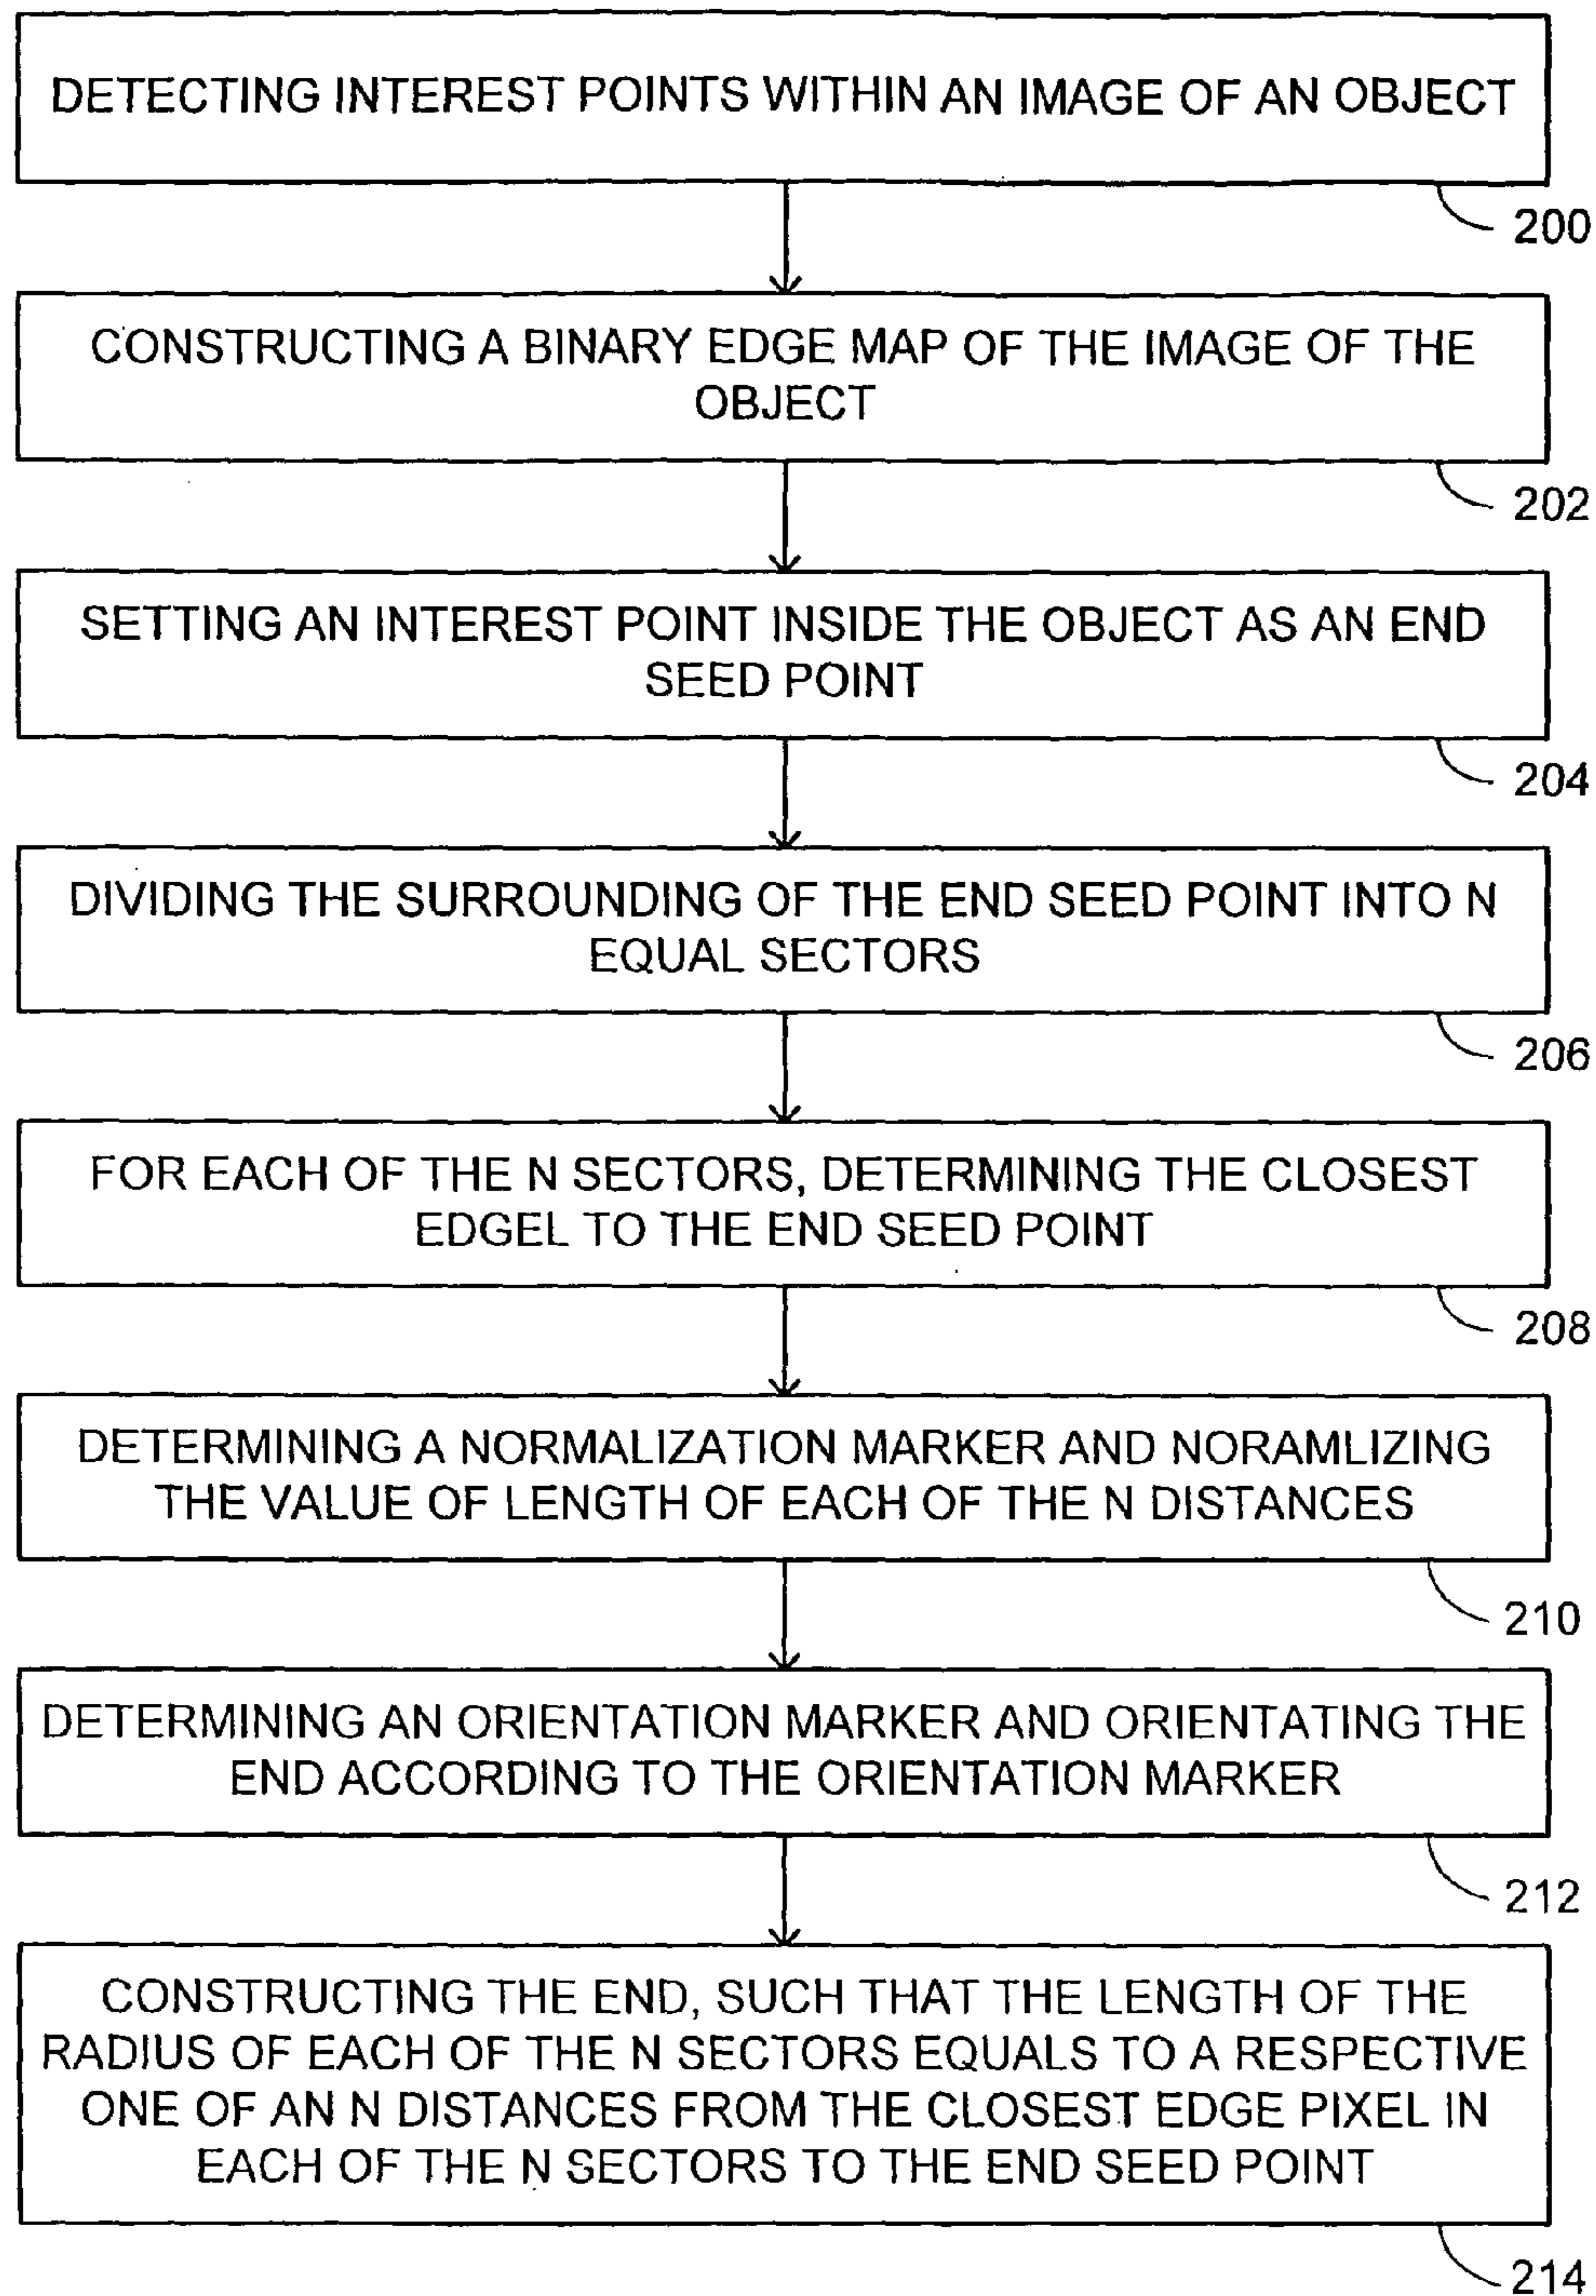 DETECTING INTEREST POINTS WITHIN AN IMAGE OF AN OBJECT
200
CONSTRUCTING A BINARY EDGE MAP OF THE IMAGE OF THE
OBJECT
202
SETTING AN INTEREST POINT INSIDE THE OBJECT AS AN END
SEED POINT
204
DIVIDING THE SURROUNDING OF THE END SEED POINT INTO N
EQUAL SECTORS
206
FOR EACH OF THE N SECTORS, DETERMINING THE CLOSEST
EDGEL TO THE END SEED POINT
208
DETERMINING A NORMALIZATION MARKER AND NORAMLIZING
THE VALUE OF LENGTH OF EACH OF THE N DISTANCES
210
DETERMINING AN ORIENTATION MARKER AND ORIENTATING THE
END ACCORDING TO THE ORIENTATION MARKER
212
CONSTRUCTING THE END, SUCH THAT THE LENGTH OF THE
RADIUS OF EACH OF THE N SECTORS EQUALS TO A RESPECTIVE
ONE OF AN N DISTANCES FROM THE CLOSEST EDGE PIXEL IN
EACH OF THE N SECTORS TO THE END SEED POINT
214